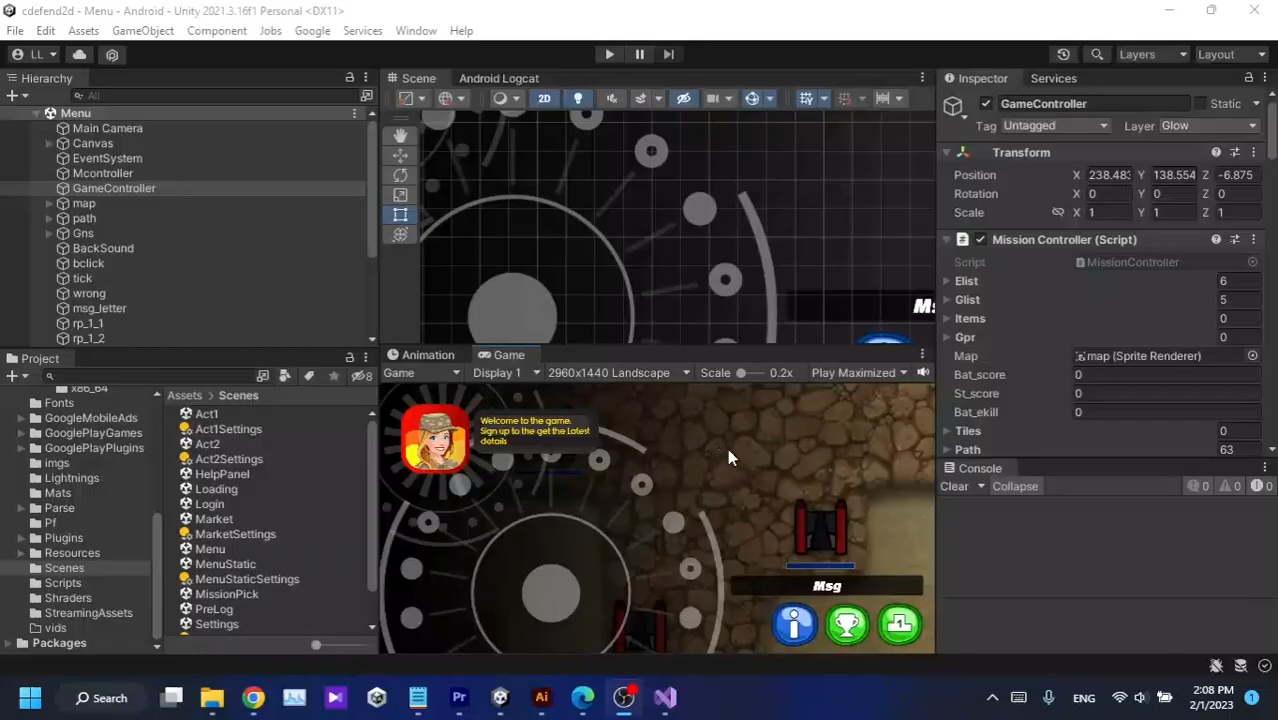 cdefend2d - Menu - Android - Unity 2021.3.16f1 Personal <DX11>
File Edit Assets GameObject Component Jobs Google Services Window Help
LL Layers Layout
Hierarchy
All
Menu
Main Camera
Canvas
EventSystem
Mcontroller
GameController
map
path
Gns
BackSound
bclick
tick
wrong
msg_letter
rp_1_1
rp_1_2
Scene Android Logcat
2D
Animation Game
Game Display 1 2960x1440 Landscape Scale 0.2x Play Maximized
Welcome to the game.
Sign up to the get the Latest
details
Msg
1
Inspector Services
GameController Static
Tag Untagged Layer Glow
Transform
Position X 238.483 Y 138.554 Z -6.875
Rotation X 0 Y 0 Z 0
Scale X 1 Y 1 Z 1
Mission Controller (Script)
Script MissionController
Elist 6
Glist 5
Items 0
Gpr 0
Map map (Sprite Renderer)
Bat_score 0
St_score 0
Bat_ekill 0
Tiles 0
Path 63
Console
Clear Collapse 0 0 0
Project
8
x86_64
Fonts
GoogleMobileAds
GooglePlayGames
GooglePlayPlugins
imgs
Lightnings
Mats
Parse
Pf
Plugins
Resources
Scenes
Scripts
Shaders
StreamingAssets
vids
Packages
Assets Scenes
Act1
Act1Settings
Act2
Act2Settings
HelpPanel
Loading
Login
Market
MarketSettings
Menu
MenuStatic
MenuStaticSettings
MissionPick
PreLog
Settings
Search Pr Ai ENG 2:08 PM
2/1/2023 1